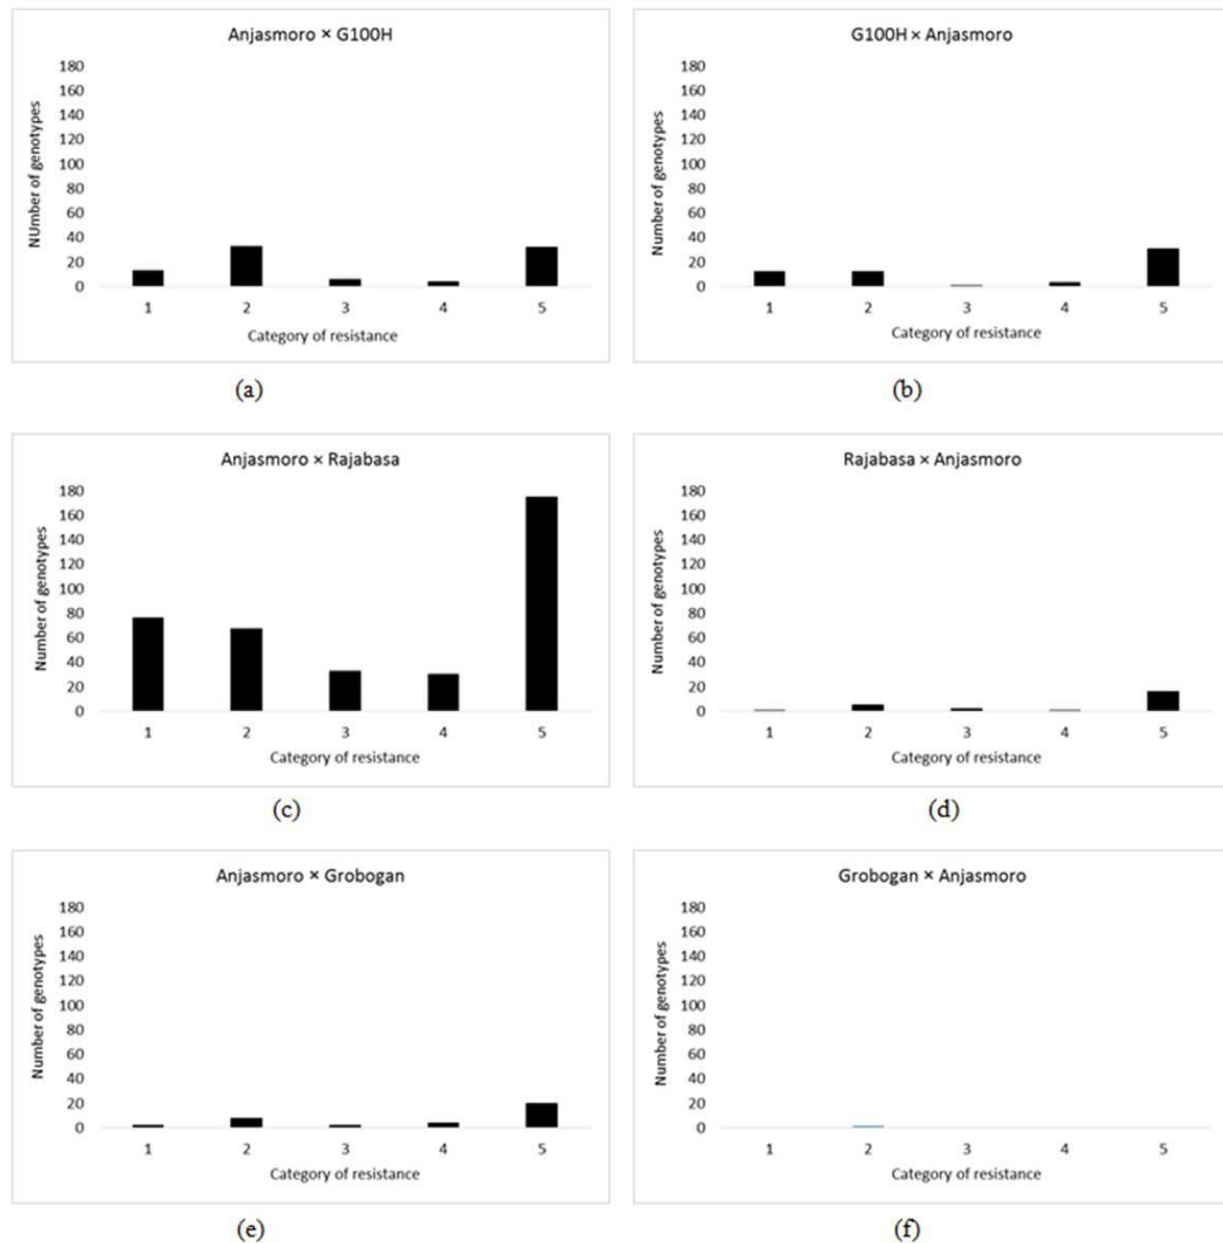 Anjasmoro × G100H
NUmber of genotypes
180
160
140
120
100
80
60
40
20
0
1 2 3 4 5
Category of resistance
(a)
G100H × Anjasmoro
Number of genotypes
180
160
140
120
100
80
60
40
20
0
1 2 3 4 5
Category of resistance
(b)
Anjasmoro × Rajabasa
Number of genotypes
180
160
140
120
100
80
60
40
20
0
1 2 3 4 5
Category of resistance
(c)
Rajabasa × Anjasmoro
Number of genotypes
180
160
140
120
100
80
60
40
20
0
1 2 3 4 5
Category of resistance
(d)
Anjasmoro × Grobogan
Number of genotypes
180
160
140
120
100
80
60
40
20
0
1 2 3 4 5
Category of resistance
(e)
Grobogan × Anjasmoro
Number of genotypes
180
160
140
120
100
80
60
40
20
0
1 2 3 4 5
Category of resistance
(f)